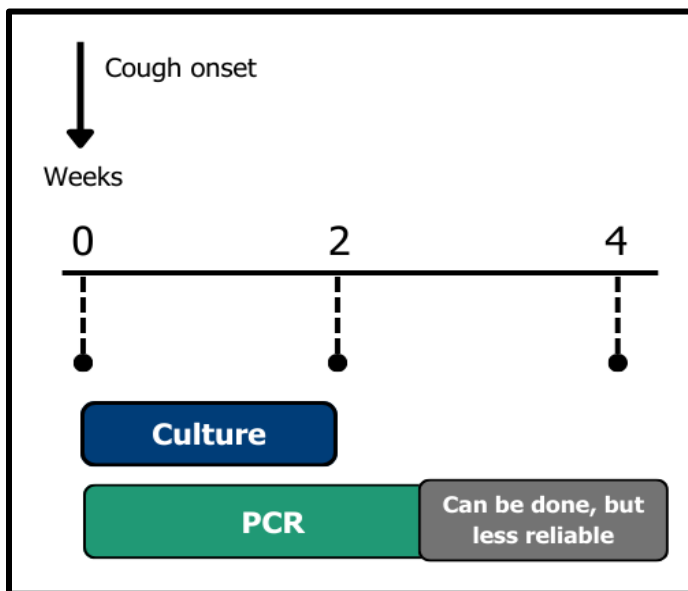 Cough onset
Weeks
0 2 4
Culture
PCR
Can be done, but
less reliable